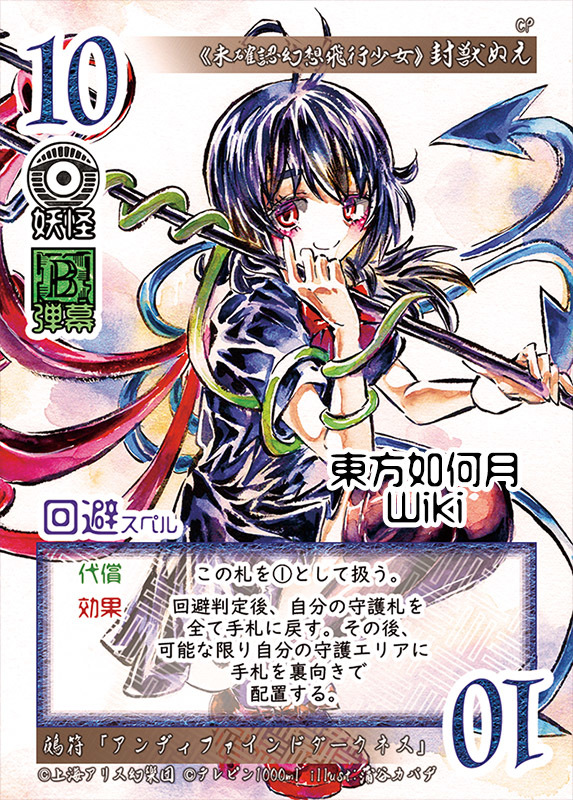 CP
10
《未確認幻想飛行少女》封獣ぬえ
妖怪
B
弾幕
東方如何月
Wiki
回避スペル
代償 この札を①として扱う。
効果 回避判定後、自分の守護札を
全て手札に戻す。その後、
可能な限り自分の守護エリアに
手札を裏向きで
配置する。
10
鵺符「アンディファインドダークネス」
©上海アリス幻樂団 ©テレピン1000ml illust:蒲谷カバヂ